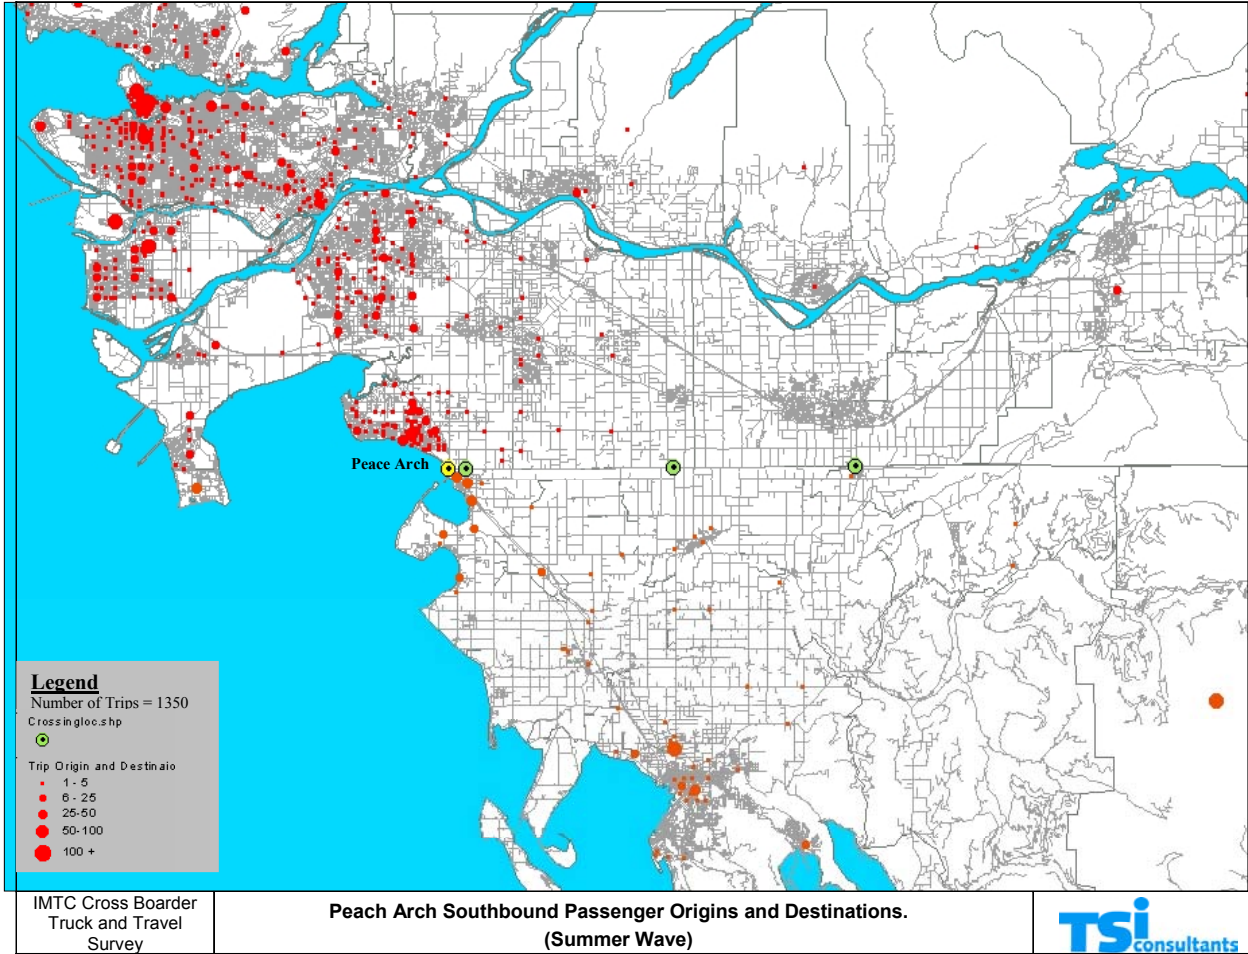 Peace Arch
Legend
Number of Trips = 1350
Crossingloc.shp
Trip Origin and Destinaio
1 - 5
6 - 25
25-50
50-100
100 +
IMTC Cross Boarder
Truck and Travel
Survey
Peach Arch Southbound Passenger Origins and Destinations.
(Summer Wave)
TSi
consultants